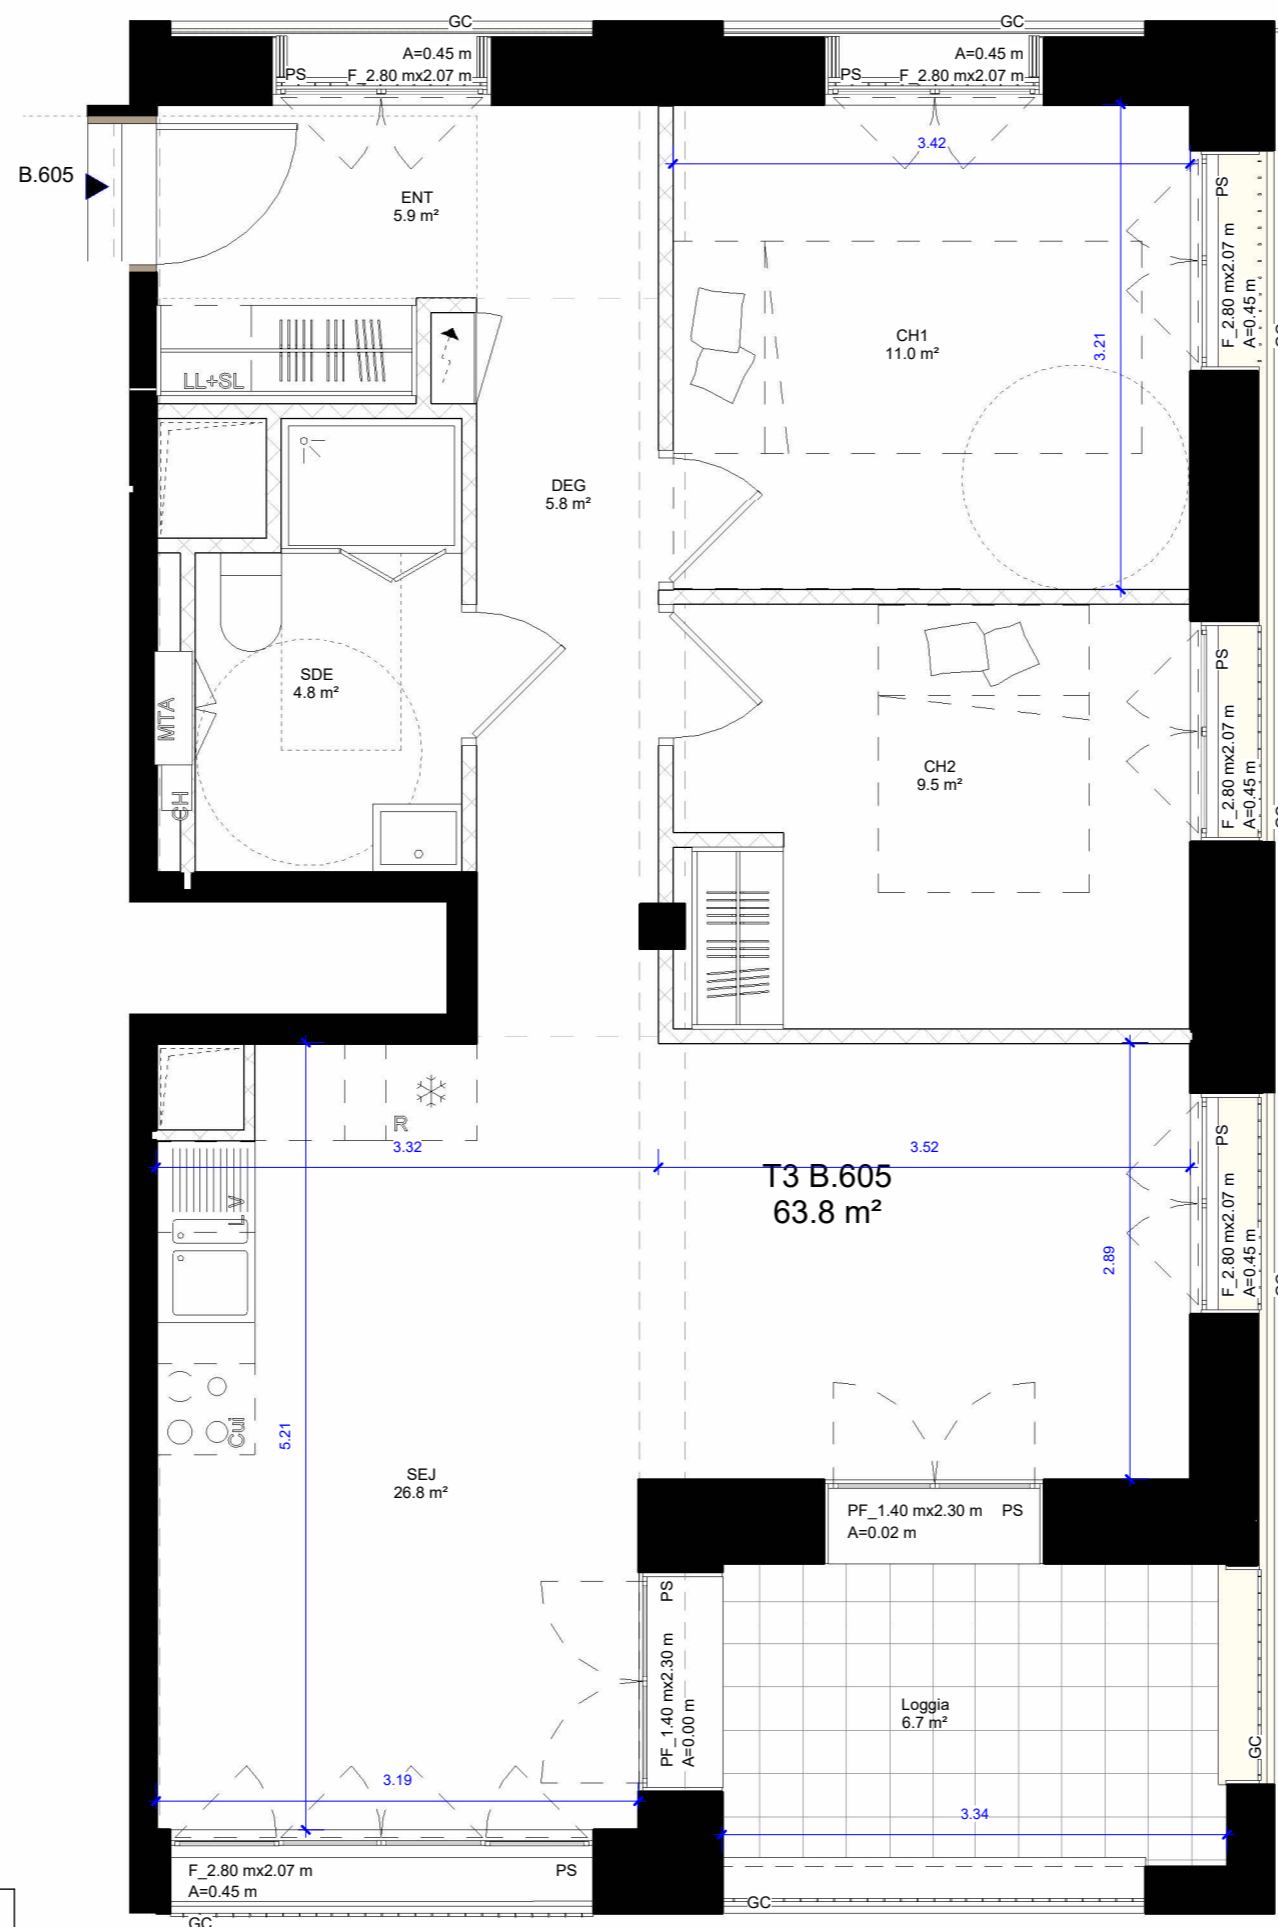 GC
GC
A=0.45 m
PS F_2.80 mx2.07 m
A=0.45 m
PS F_2.80 mx2.07 m
B.605
ENT
5.9 m²
3.42
PS
F_2.80 mx2.07 m
A=0.45 m
CH1
11.0 m²
3.21
LL+SL
DEG
5.8 m²
SDE
4.8 m²
MTA
CH
CH2
9.5 m²
PS
F_2.80 mx2.07 m
A=0.45 m
R
3.32
3.52
T3 B.605
63.8 m²
LV
2.89
PS
F_2.80 mx2.07 m
A=0.45 m
Cui
5.21
SEJ
26.8 m²
PF_1.40 mx2.30 m PS
A=0.02 m
PS
PF_1.40 mx2.30 m
A=0.00 m
Loggia
6.7 m²
GC
3.19
3.34
F_2.80 mx2.07 m PS
A=0.45 m
GC
GC